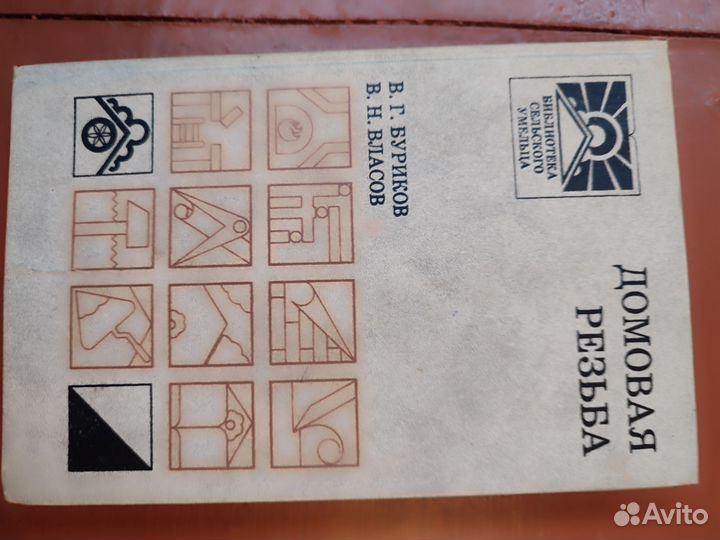 БИБЛИОТЕКА
СЕЛЬСКОГО
УМЕЛЬЦА
ДОМОВАЯ
РЕЗЬБА
В. Г. БУРИКОВ
В. Н. ВЛАСОВ
Avito